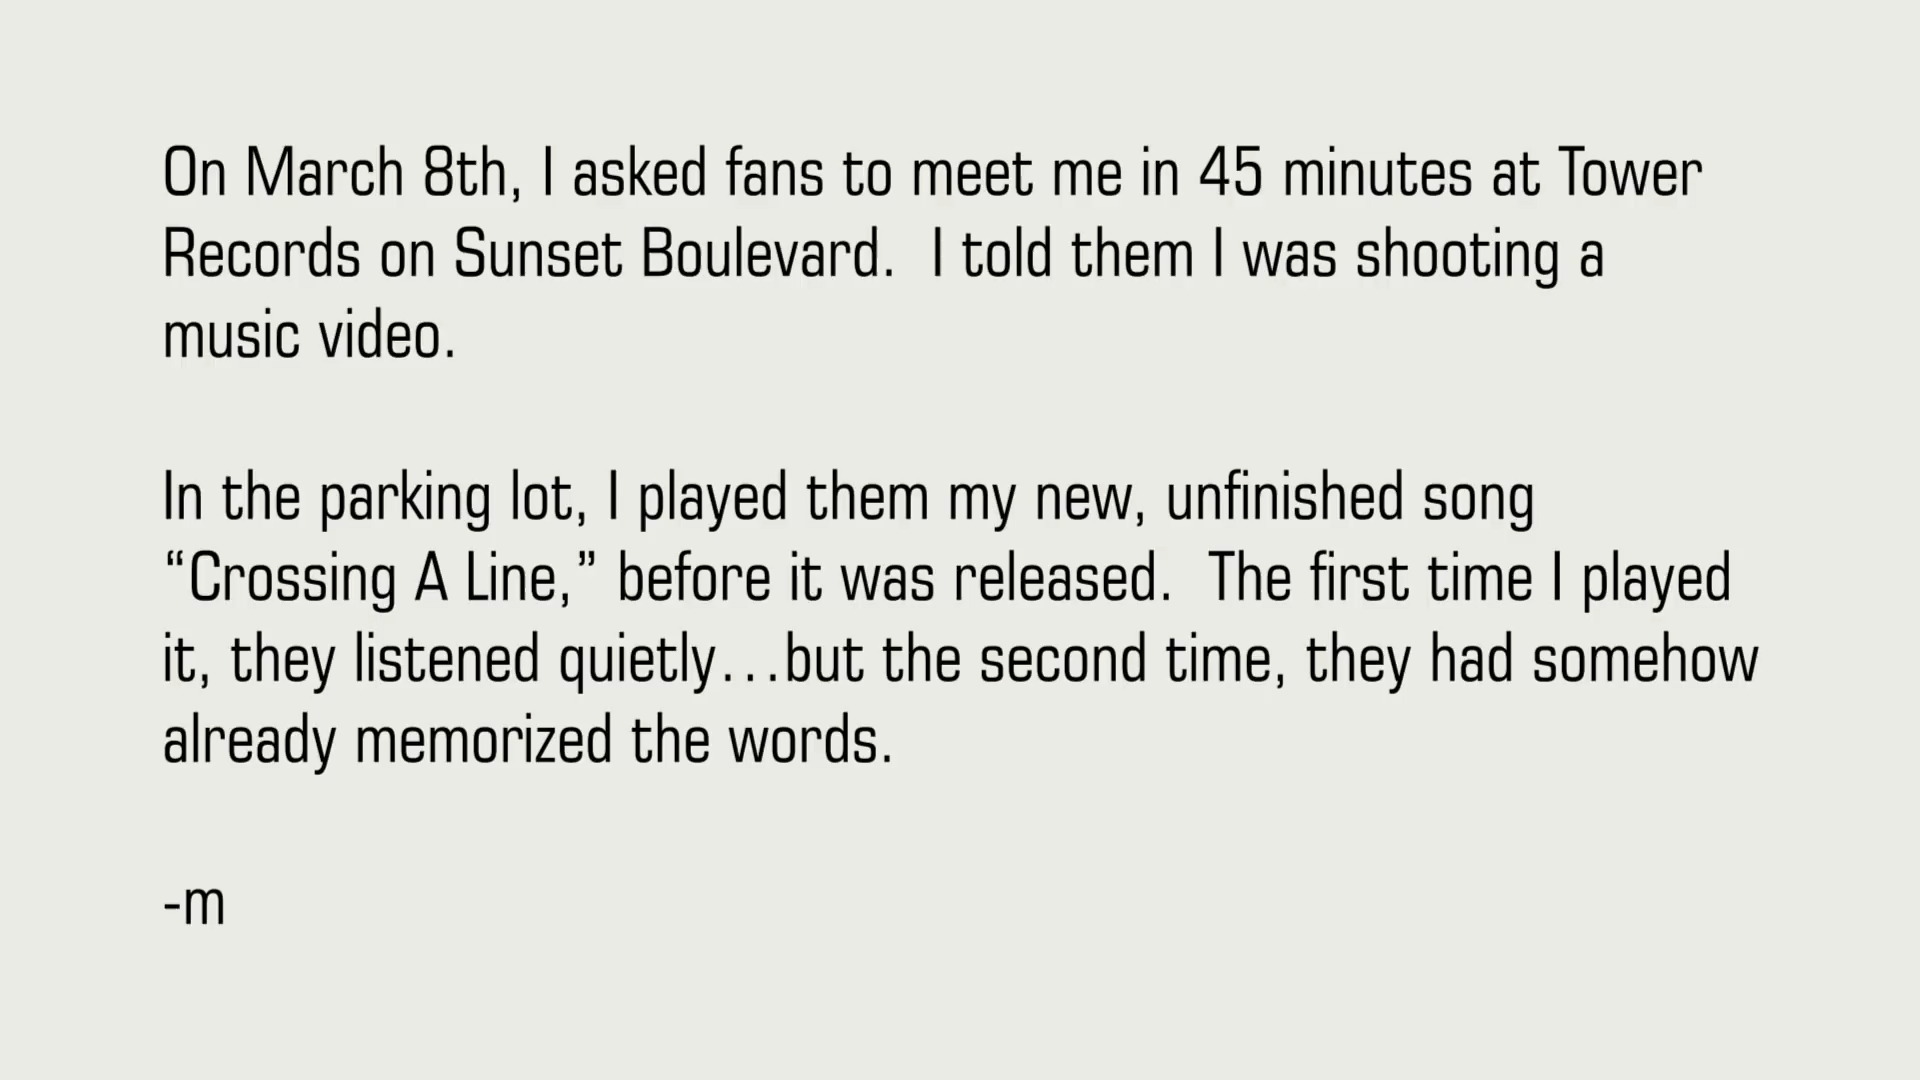 On March 8th, I asked fans to meet me in 45 minutes at Tower
Records on Sunset Boulevard.  I told them I was shooting a
music video.
In the parking lot, I played them my new, unfinished song
“Crossing A Line,” before it was released.  The first time I played
it, they listened quietly...but the second time, they had somehow
already memorized the words.
-m